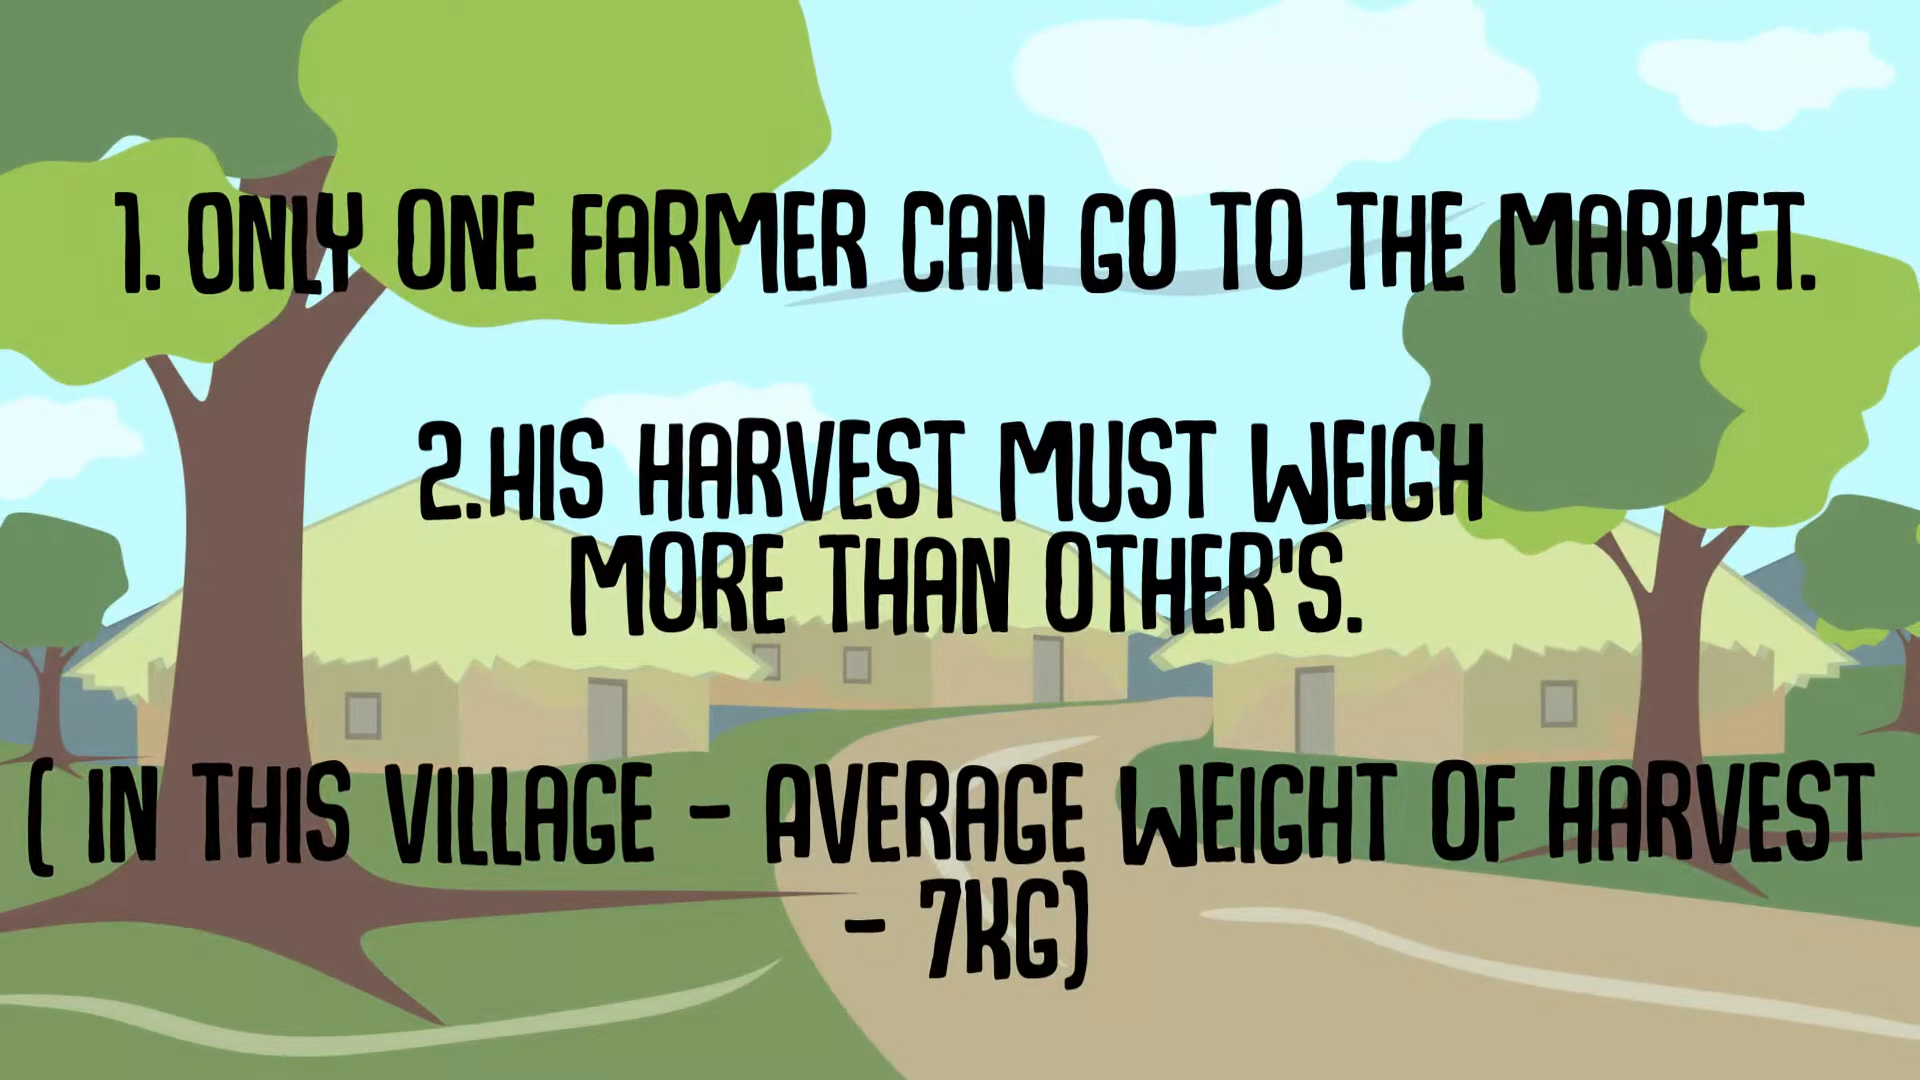 1. ONLY ONE FARMER CAN GO TO THE MARKET.
2.HIS HARVEST MUST WEIGH
MORE THAN OTHER'S.
( IN THIS VILLAGE - AVERAGE WEIGHT OF HARVEST
- 7KG)